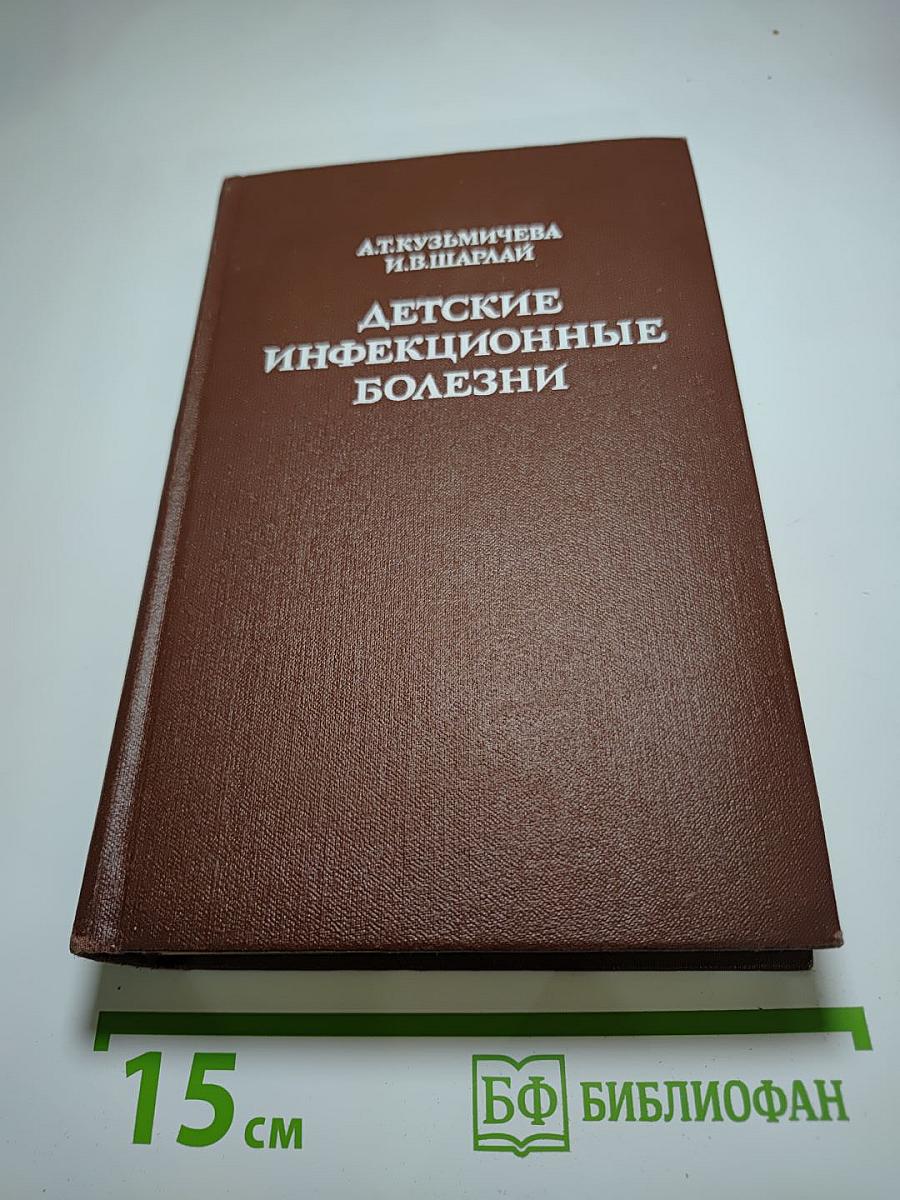 А.Т.КУЗЬМИЧЕВА
И.В.ШАРЛАЙ
ДЕТСКИЕ
ИНФЕКЦИОННЫЕ
БОЛЕЗНИ
15 см
БФ БИБЛИОФАН